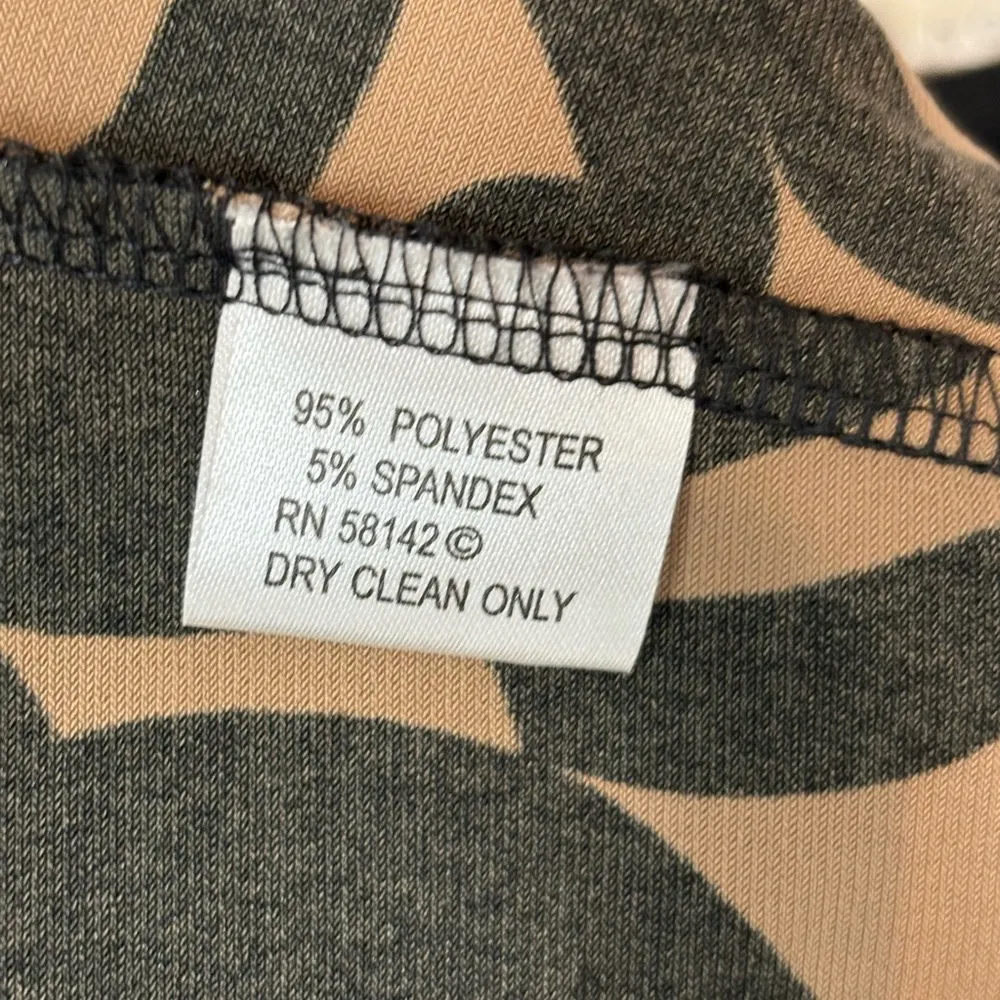 95% POLYESTER
5% SPANDEX
RN 58142 ©
DRY CLEAN ONLY